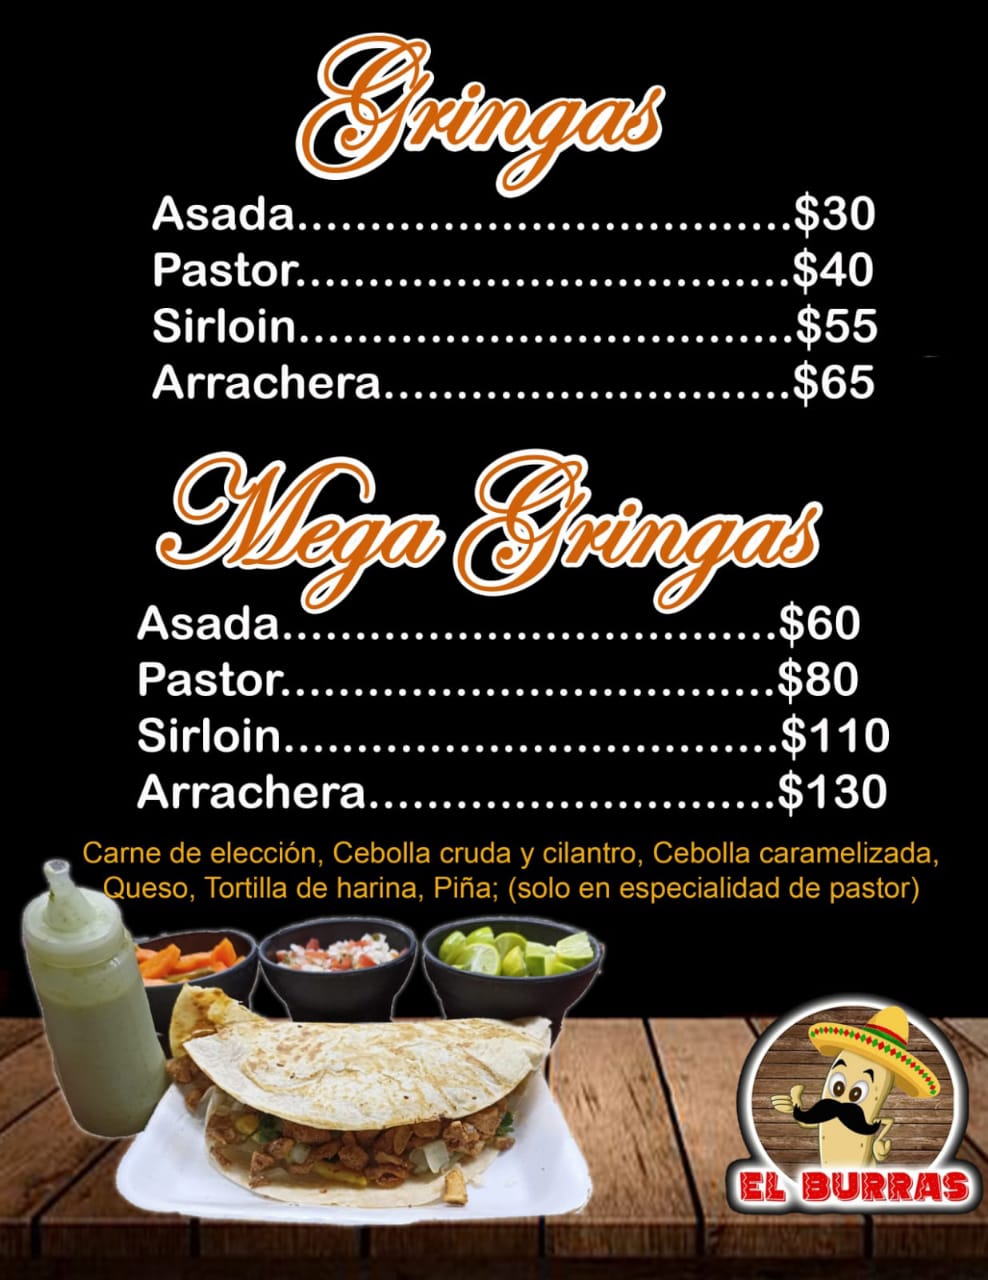 Gringas
Asada..................................$30
Pastor..................................$40
Sirloin..................................$55
Arrachera............................$65
Mega Gringas
Asada..................................$60
Pastor..................................$80
Sirloin..................................$110
Arrachera............................$130
Carne de elección, Cebolla cruda y cilantro, Cebolla caramelizada,
Queso, Tortilla de harina, Piña; (solo en especialidad de pastor)
EL BURRAS